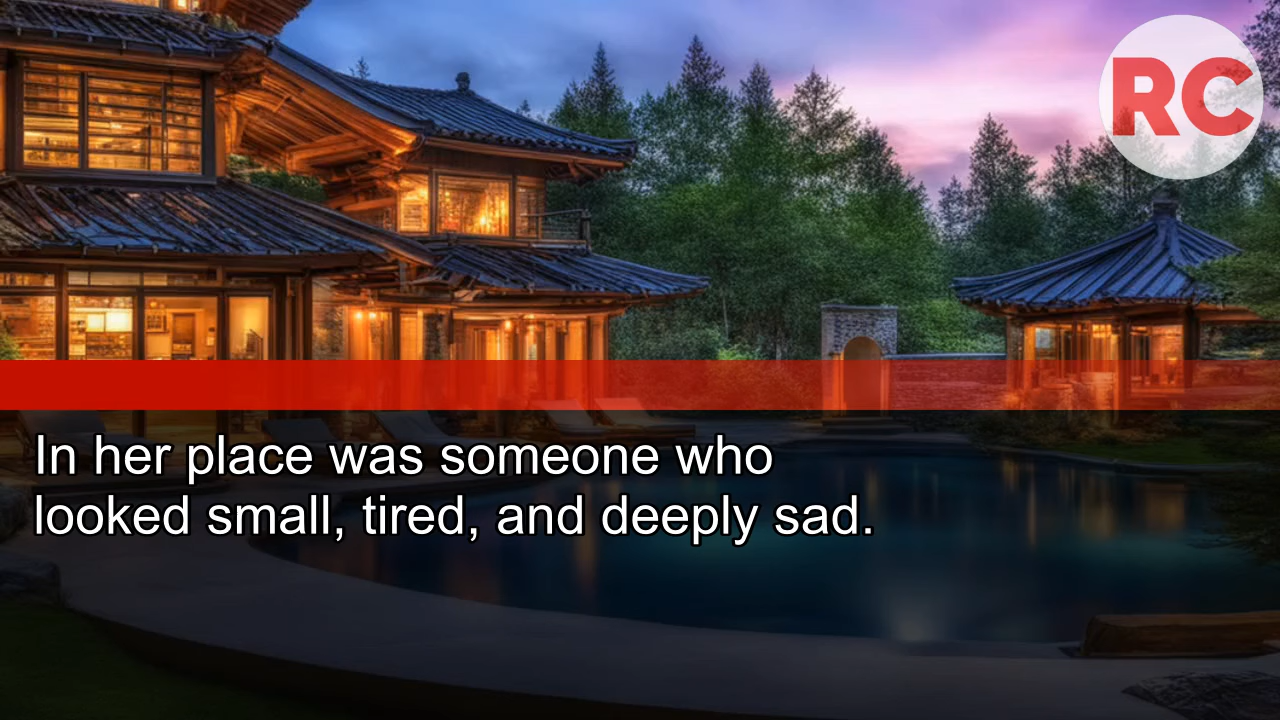 RC
In her place was someone who
looked small, tired, and deeply sad.